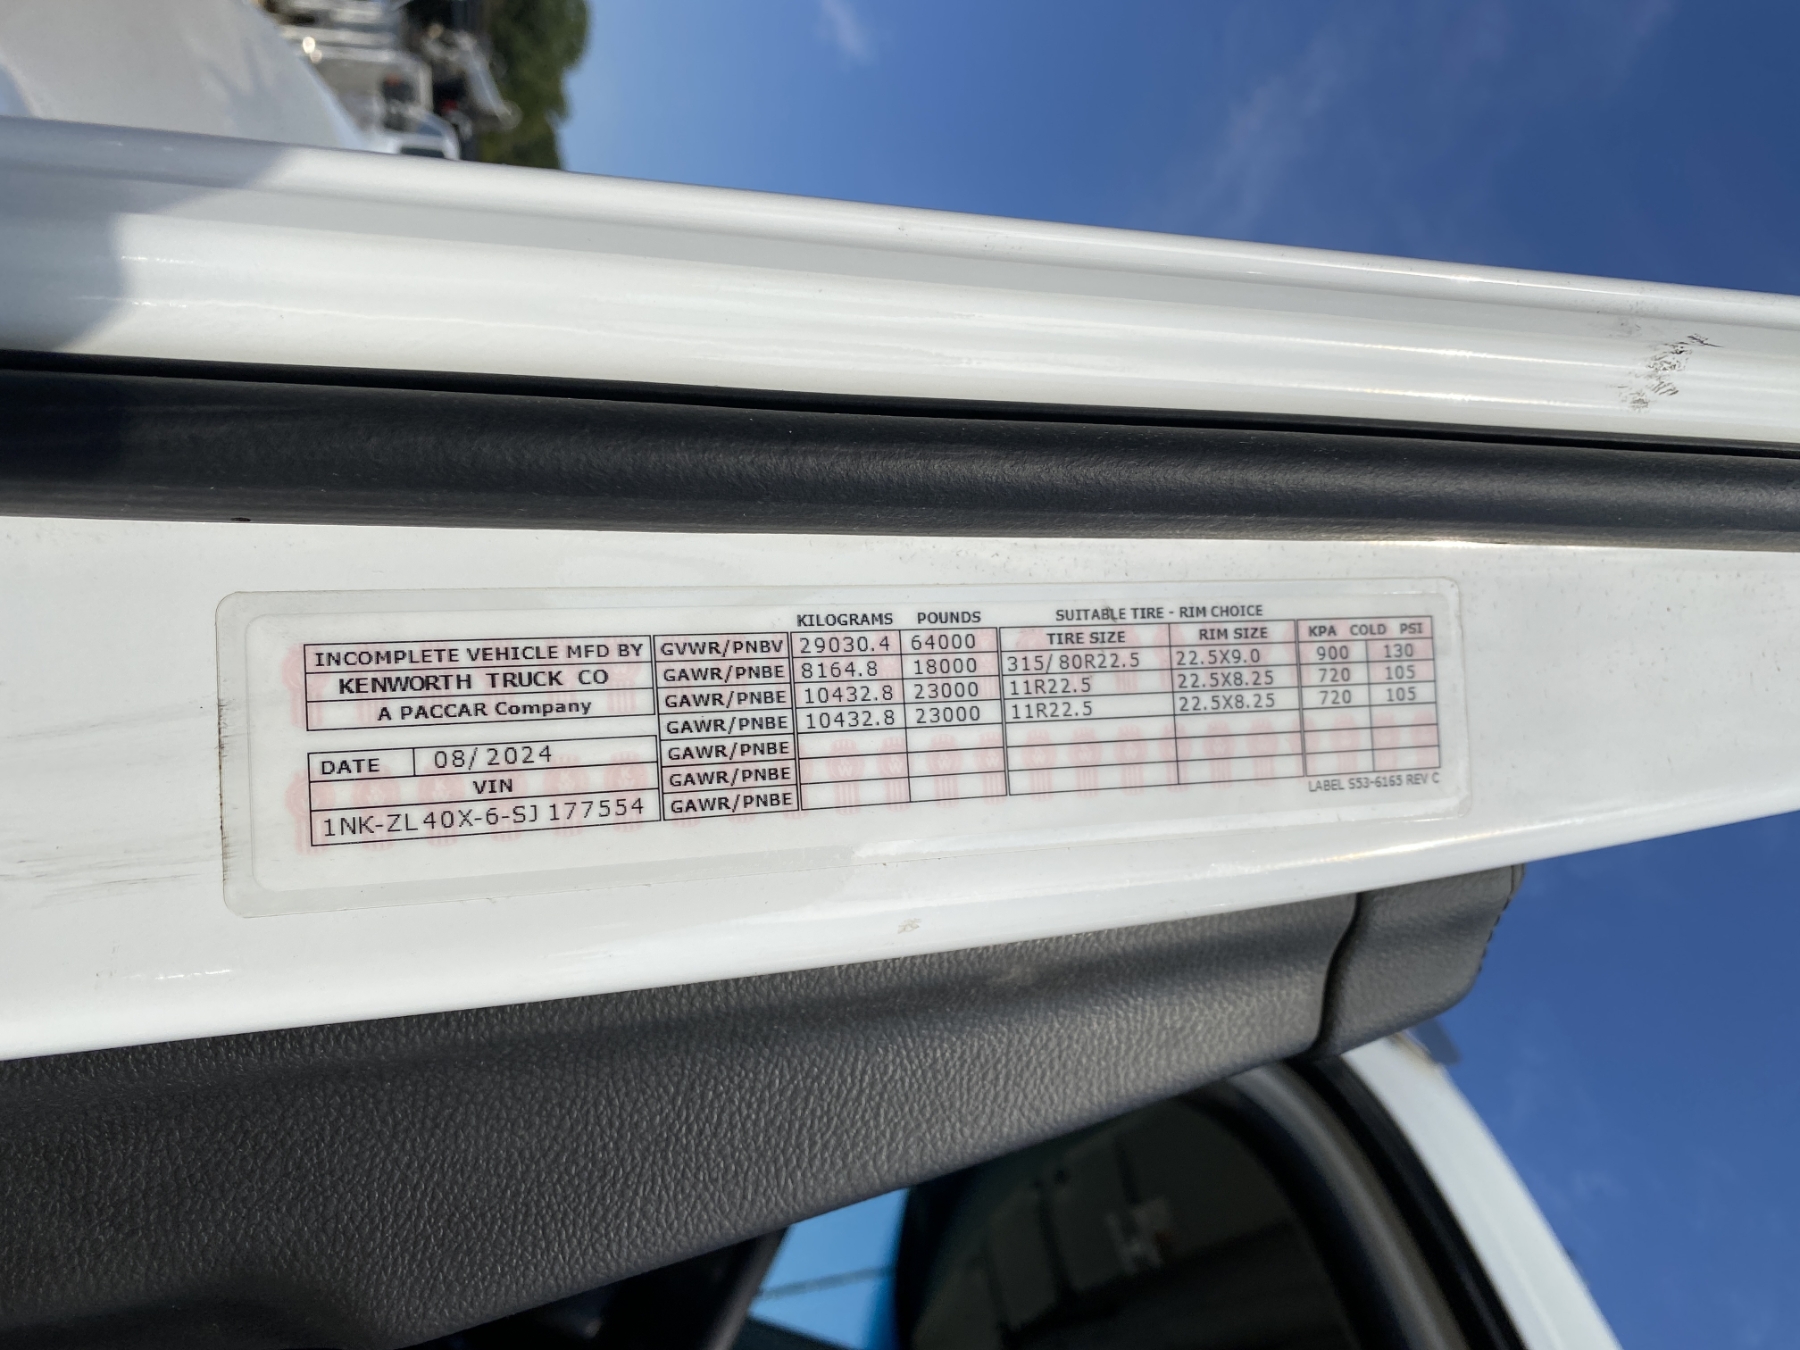 KILOGRAMS POUNDS SUITABLE TIRE - RIM CHOICE
TIRE SIZE RIM SIZE KPA COLD PSI
INCOMPLETE VEHICLE MFD BY
KENWORTH TRUCK CO
A PACCAR Company
DATE 08/2024
VIN
1NK-ZL40X-6-SJ177554
GVWR/PNBV 29030.4 64000
GAWR/PNBE 8164.8 18000 315/80R22.5 22.5X9.0 900 130
GAWR/PNBE 10432.8 23000 11R22.5 22.5X8.25 720 105
GAWR/PNBE 10432.8 23000 11R22.5 22.5X8.25 720 105
GAWR/PNBE
GAWR/PNBE
GAWR/PNBE
LABEL S53-6165 REV C